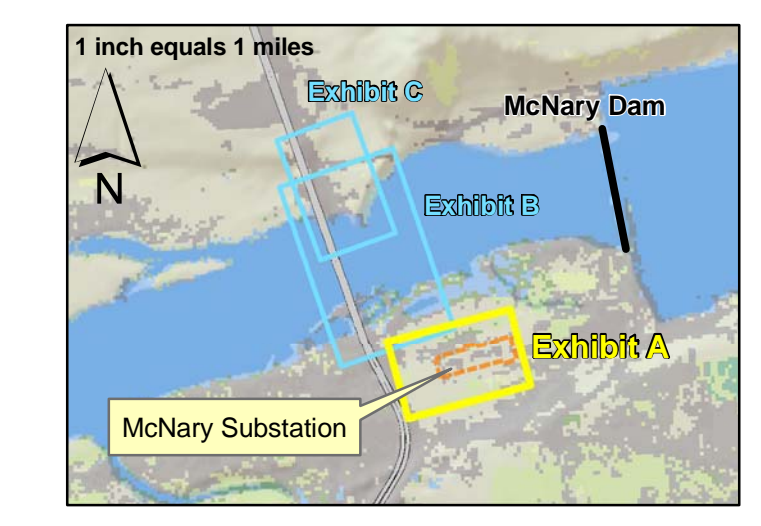 1 inch equals 1 miles
Exhibit C
McNary Dam
N
Exhibit B
Exhibit A
McNary Substation